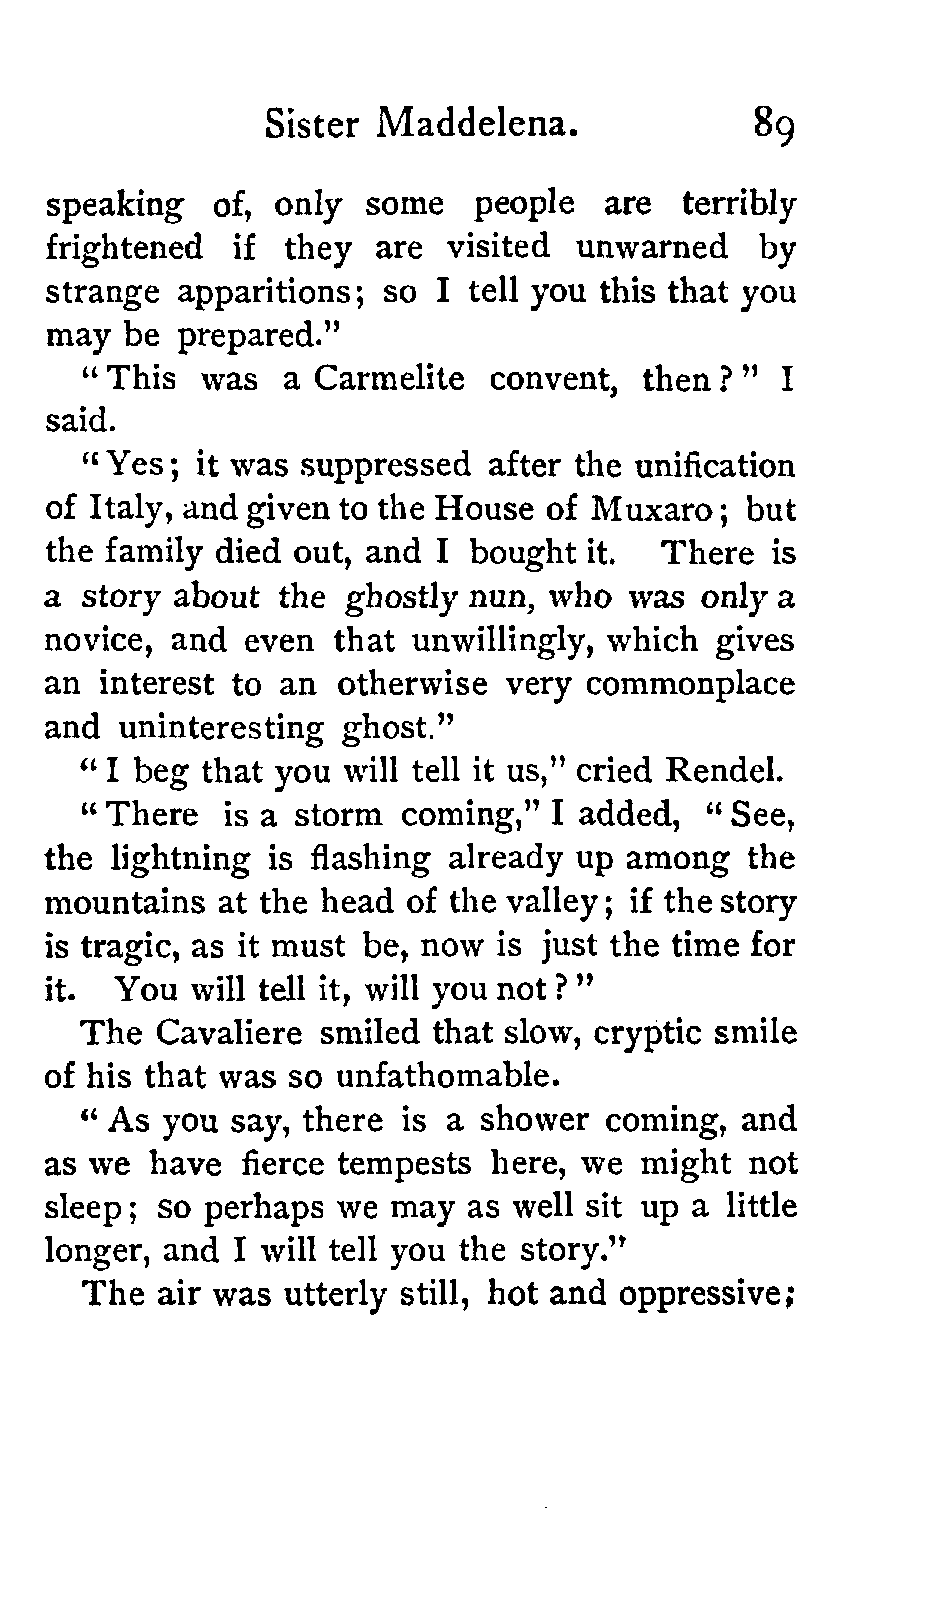 Sister Maddelena. 89
speaking of, only some people are terribly
frightened if they are visited unwarned by
strange apparitions; so I tell you this that you
may be prepared."
"This was a Carmelite convent, then?" I
said.
"Yes; it was suppressed after the unification
of Italy, and given to the House of Muxaro; but
the family died out, and I bought it. There is
a story about the ghostly nun, who was only a
novice, and even that unwillingly, which gives
an interest to an otherwise very commonplace
and uninteresting ghost."
"I beg that you will tell it us," cried Rendel.
"There is a storm coming," I added, "See,
the lightning is flashing already up among the
mountains at the head of the valley; if the story
is tragic, as it must be, now is just the time for
it. You will tell it, will you not?"
The Cavaliere smiled that slow, cryptic smile
of his that was so unfathomable.
"As you say, there is a shower coming, and
as we have fierce tempests here, we might not
sleep; so perhaps we may as well sit up a little
longer, and I will tell you the story."
The air was utterly still, hot and oppressive;